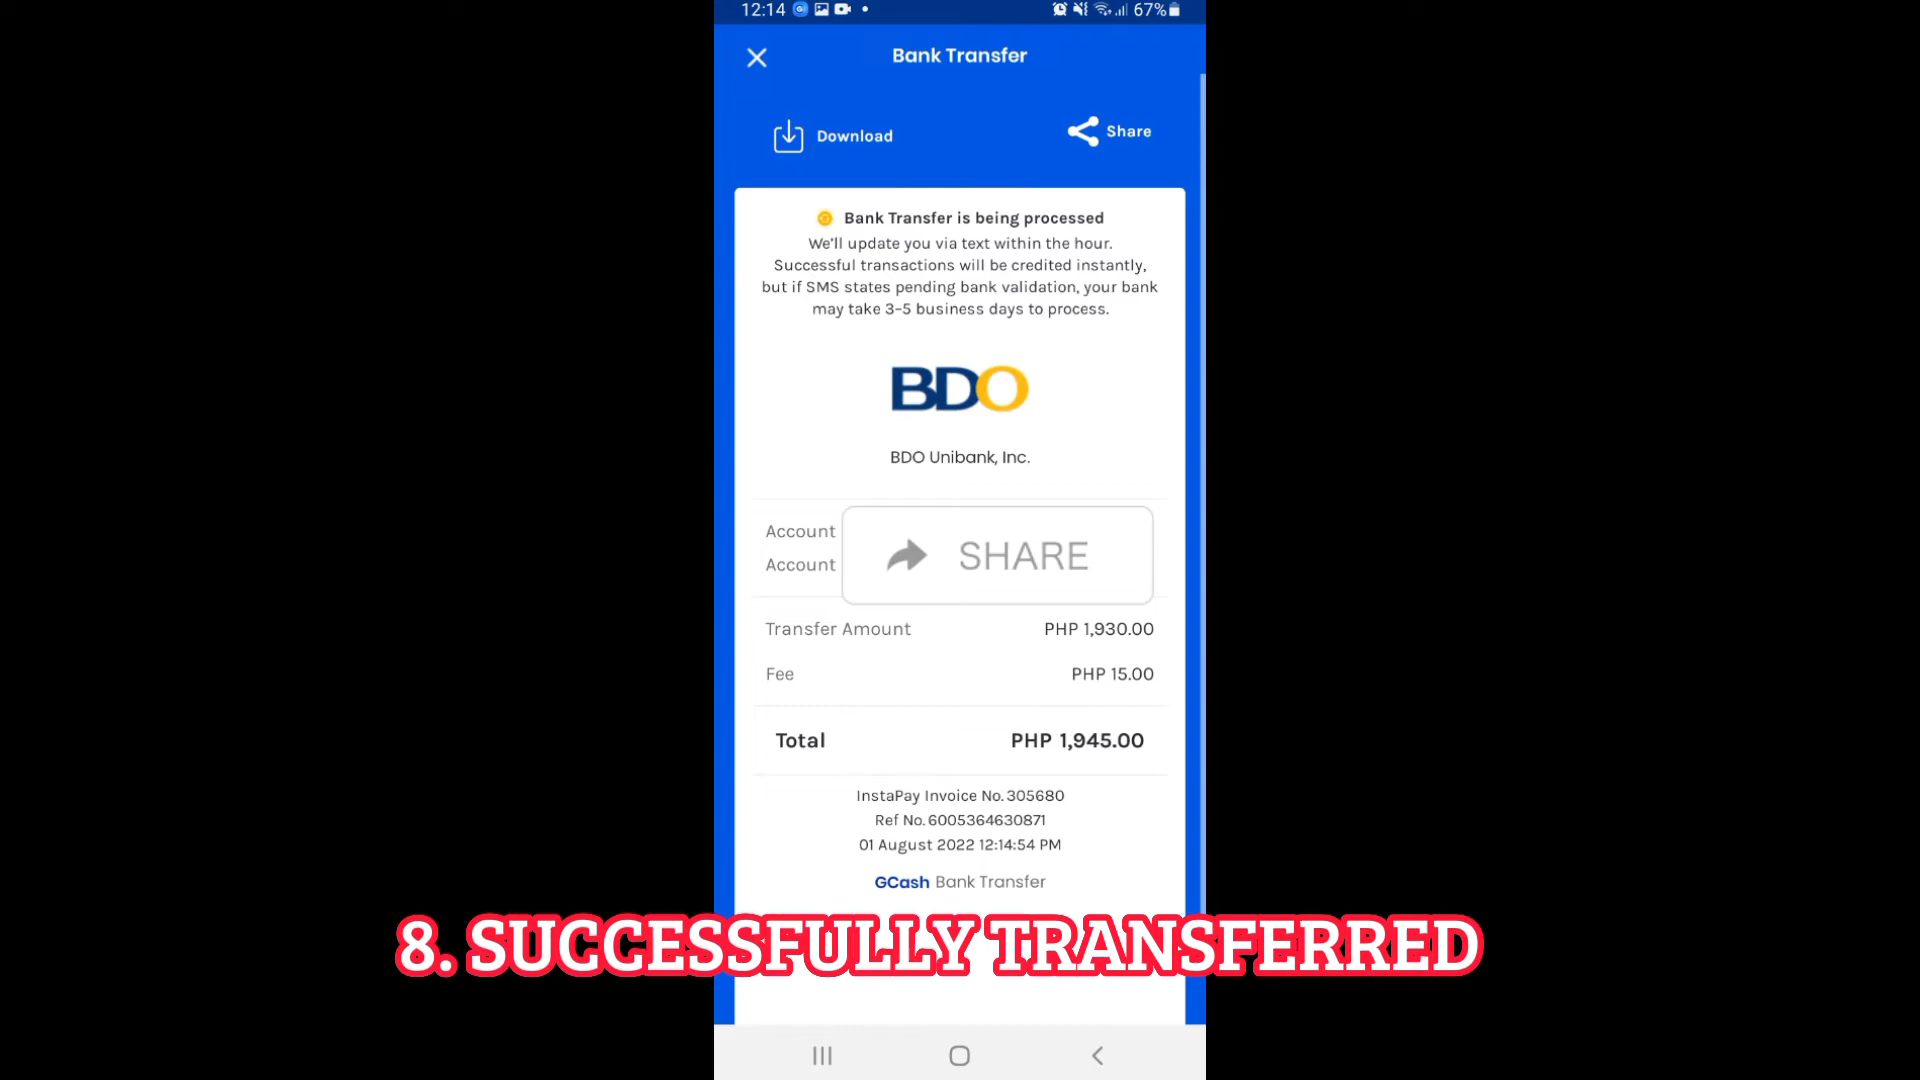 12:14 67%
Bank Transfer
Download Share
Bank Transfer is being processed
We'll update you via text within the hour.
Successful transactions will be credited instantly,
but if SMS states pending bank validation, your bank
may take 3-5 business days to process.
BDO
BDO Unibank, Inc.
Account
SHARE
Account
Transfer Amount PHP 1,930.00
Fee PHP 15.00
Total PHP 1,945.00
InstaPay Invoice No. 305680
Ref No. 6005364630871
01 August 2022 12:14:54 PM
GCash Bank Transfer
8. SUCCESSFULLY TRANSFERRED